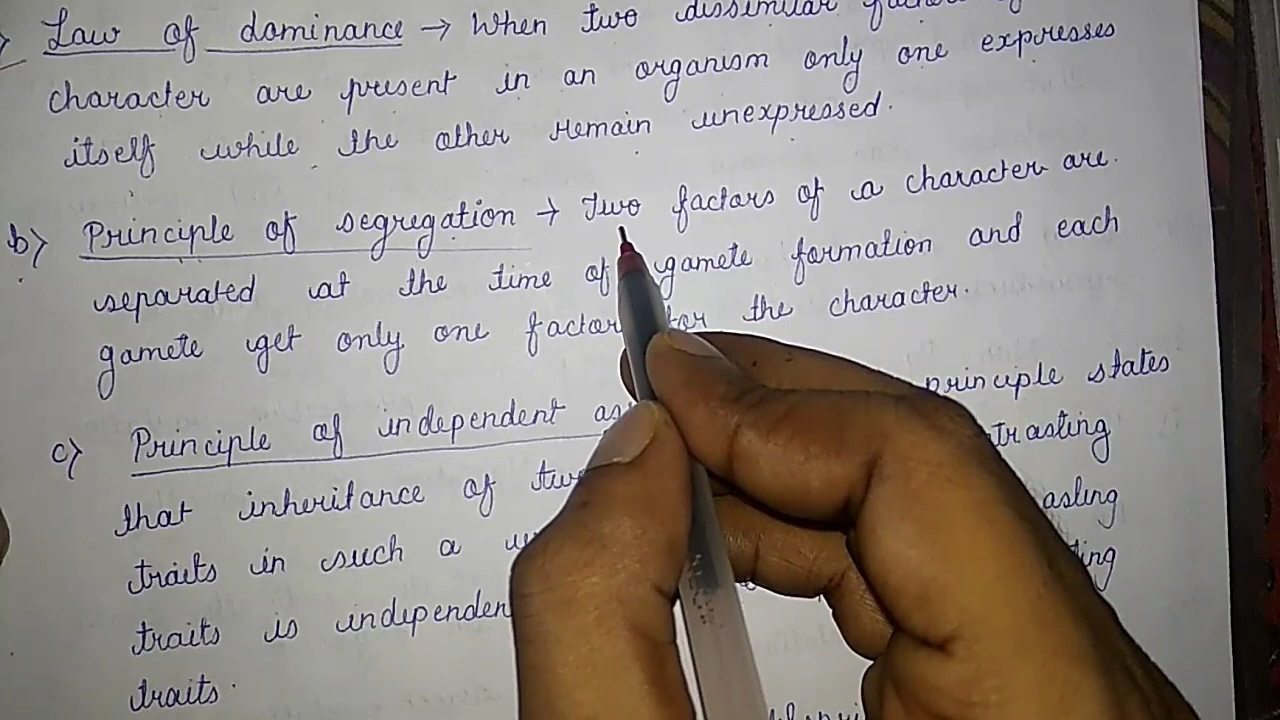 Law of dominance → When two dissimilar
character are present in an organism only one expresses
itself while the other remain unexpressed.
b) Principle of segregation → Two factors of a character are
separated at the time of gamete formation and each
gamete get only one factor for the character.
c) Principle of independent principle states
that inheritance of
traits in such a
traits is
traits.